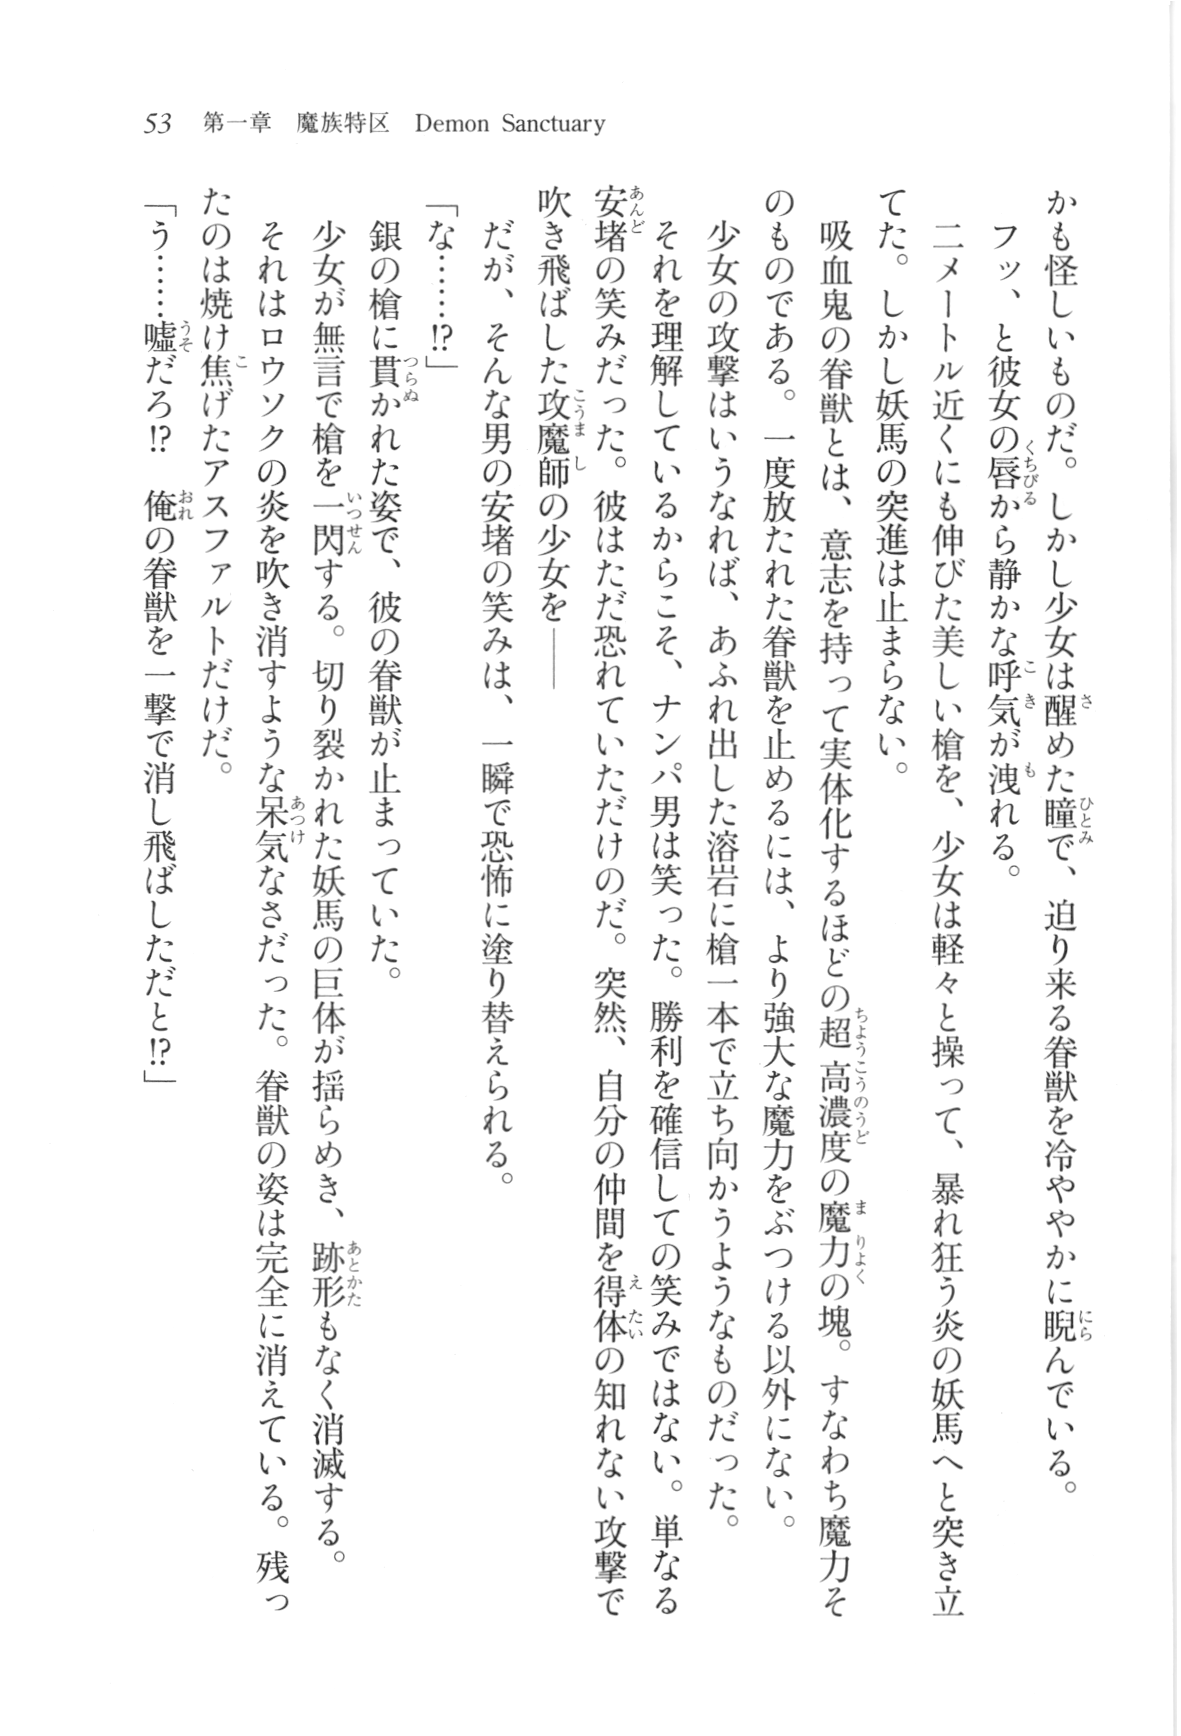 53 第一章 魔族特区 Demon Sanctuary
かも怪しいものだ。しかし少女は醒めた瞳で、迫り来る眷獣を冷ややかに睨んでいる。
フッ、と彼女の唇から静かな呼気が洩れる。
二メートル近くにも伸びた美しい槍を、少女は軽々と操って、暴れ狂う炎の妖馬へと突き立
てた。しかし妖馬の突進は止まらない。
吸血鬼の眷獣とは、意志を持って実体化するほどの超高濃度の魔力の塊。すなわち魔力そ
のものである。一度放たれた眷獣を止めるには、より強大な魔力をぶつける以外にない。
少女の攻撃はいうなれば、あふれ出した溶岩に槍一本で立ち向かうようなものだった。
それを理解しているからこそ、ナンパ男は笑った。勝利を確信しての笑みではない。単なる
安堵の笑みだった。彼はただ恐れていただけのだ。突然、自分の仲間を得体の知れない攻撃で
吹き飛ばした攻魔師の少女を――
だが、そんな男の安堵の笑みは、一瞬で恐怖に塗り替えられる。
「な……!?」
銀の槍に貫かれた姿で、彼の眷獣が止まっていた。
少女が無言で槍を一閃する。切り裂かれた妖馬の巨体が揺らめき、跡形もなく消滅する。
それはロウソクの炎を吹き消すような呆気なさだった。眷獣の姿は完全に消えている。残っ
たのは焼け焦げたアスファルトだけだ。
「う……嘘だろ!? 俺の眷獣を一撃で消し飛ばしただと!?」